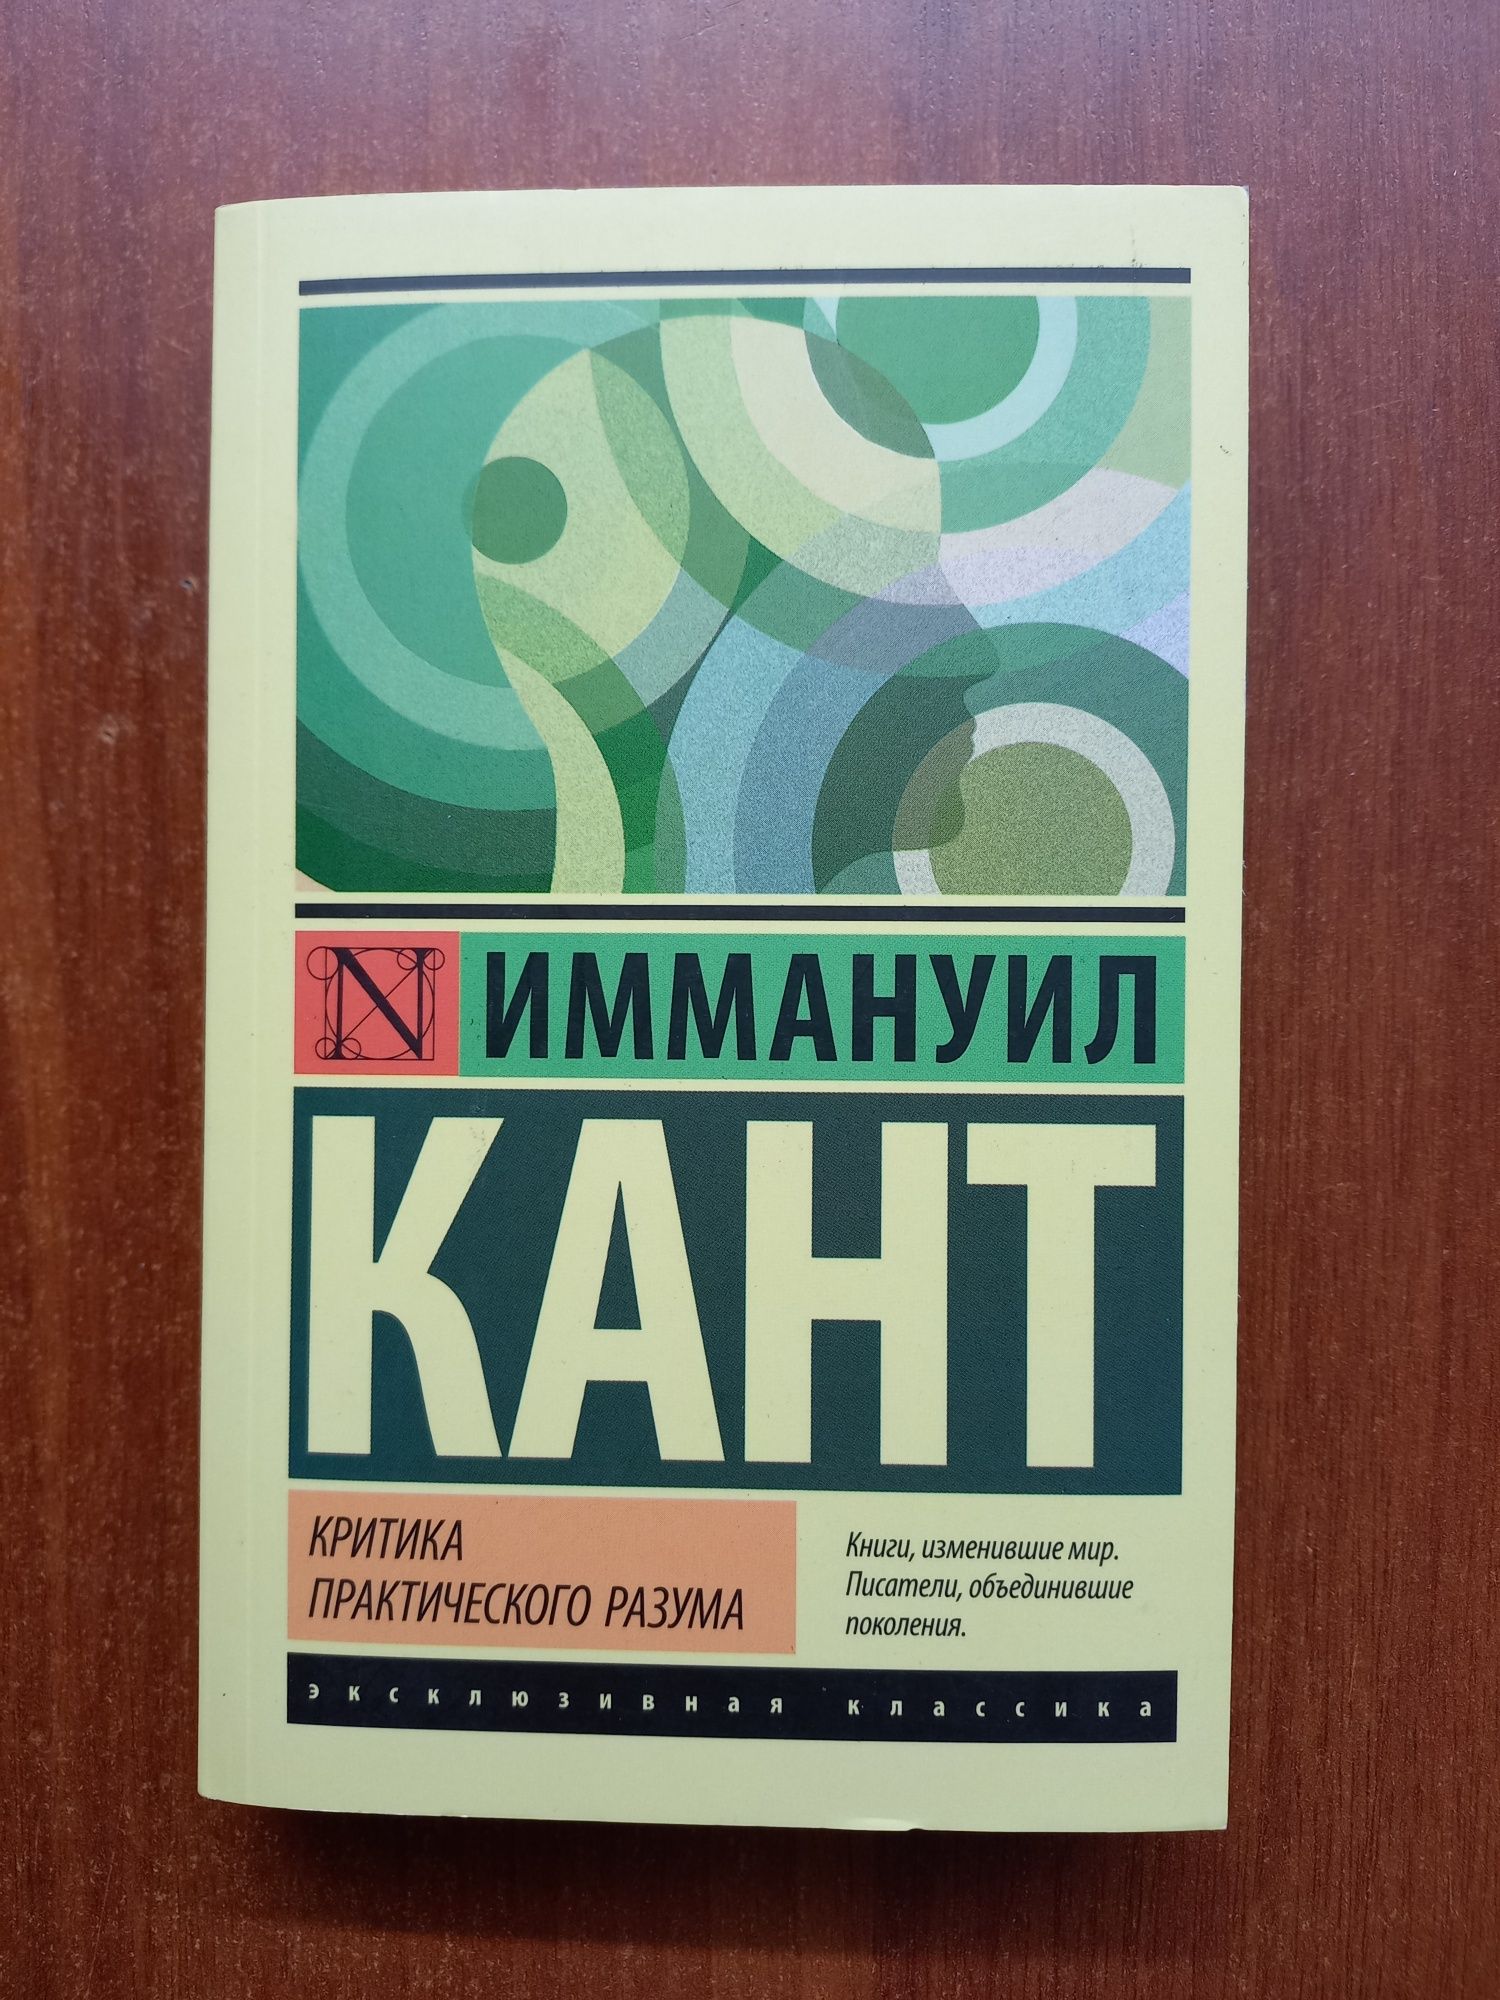 N ИММАНУИЛ
КАНТ
КРИТИКА
ПРАКТИЧЕСКОГО РАЗУМА
Книги, изменившие мир.
Писатели, объединившие
поколения.
эксклюзивная классика